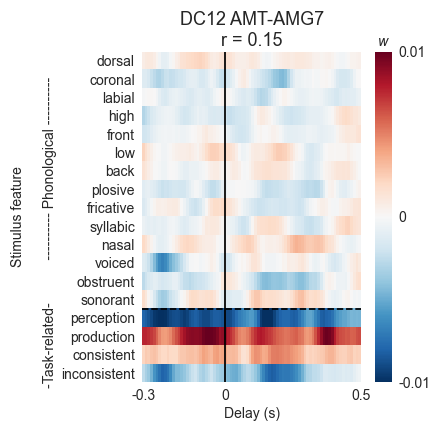 DC12 AMT-AMG7
r = 0.15
w
dorsal
coronal
labial
high
front
low
back
plosive
fricative
syllabic
nasal
voiced
obstruent
sonorant
perception
production
consistent
inconsistent
Stimulus feature
-Task-related- ---------- Phonological ----------
-0.3 0 0.5
Delay (s)
0.01
0
-0.01